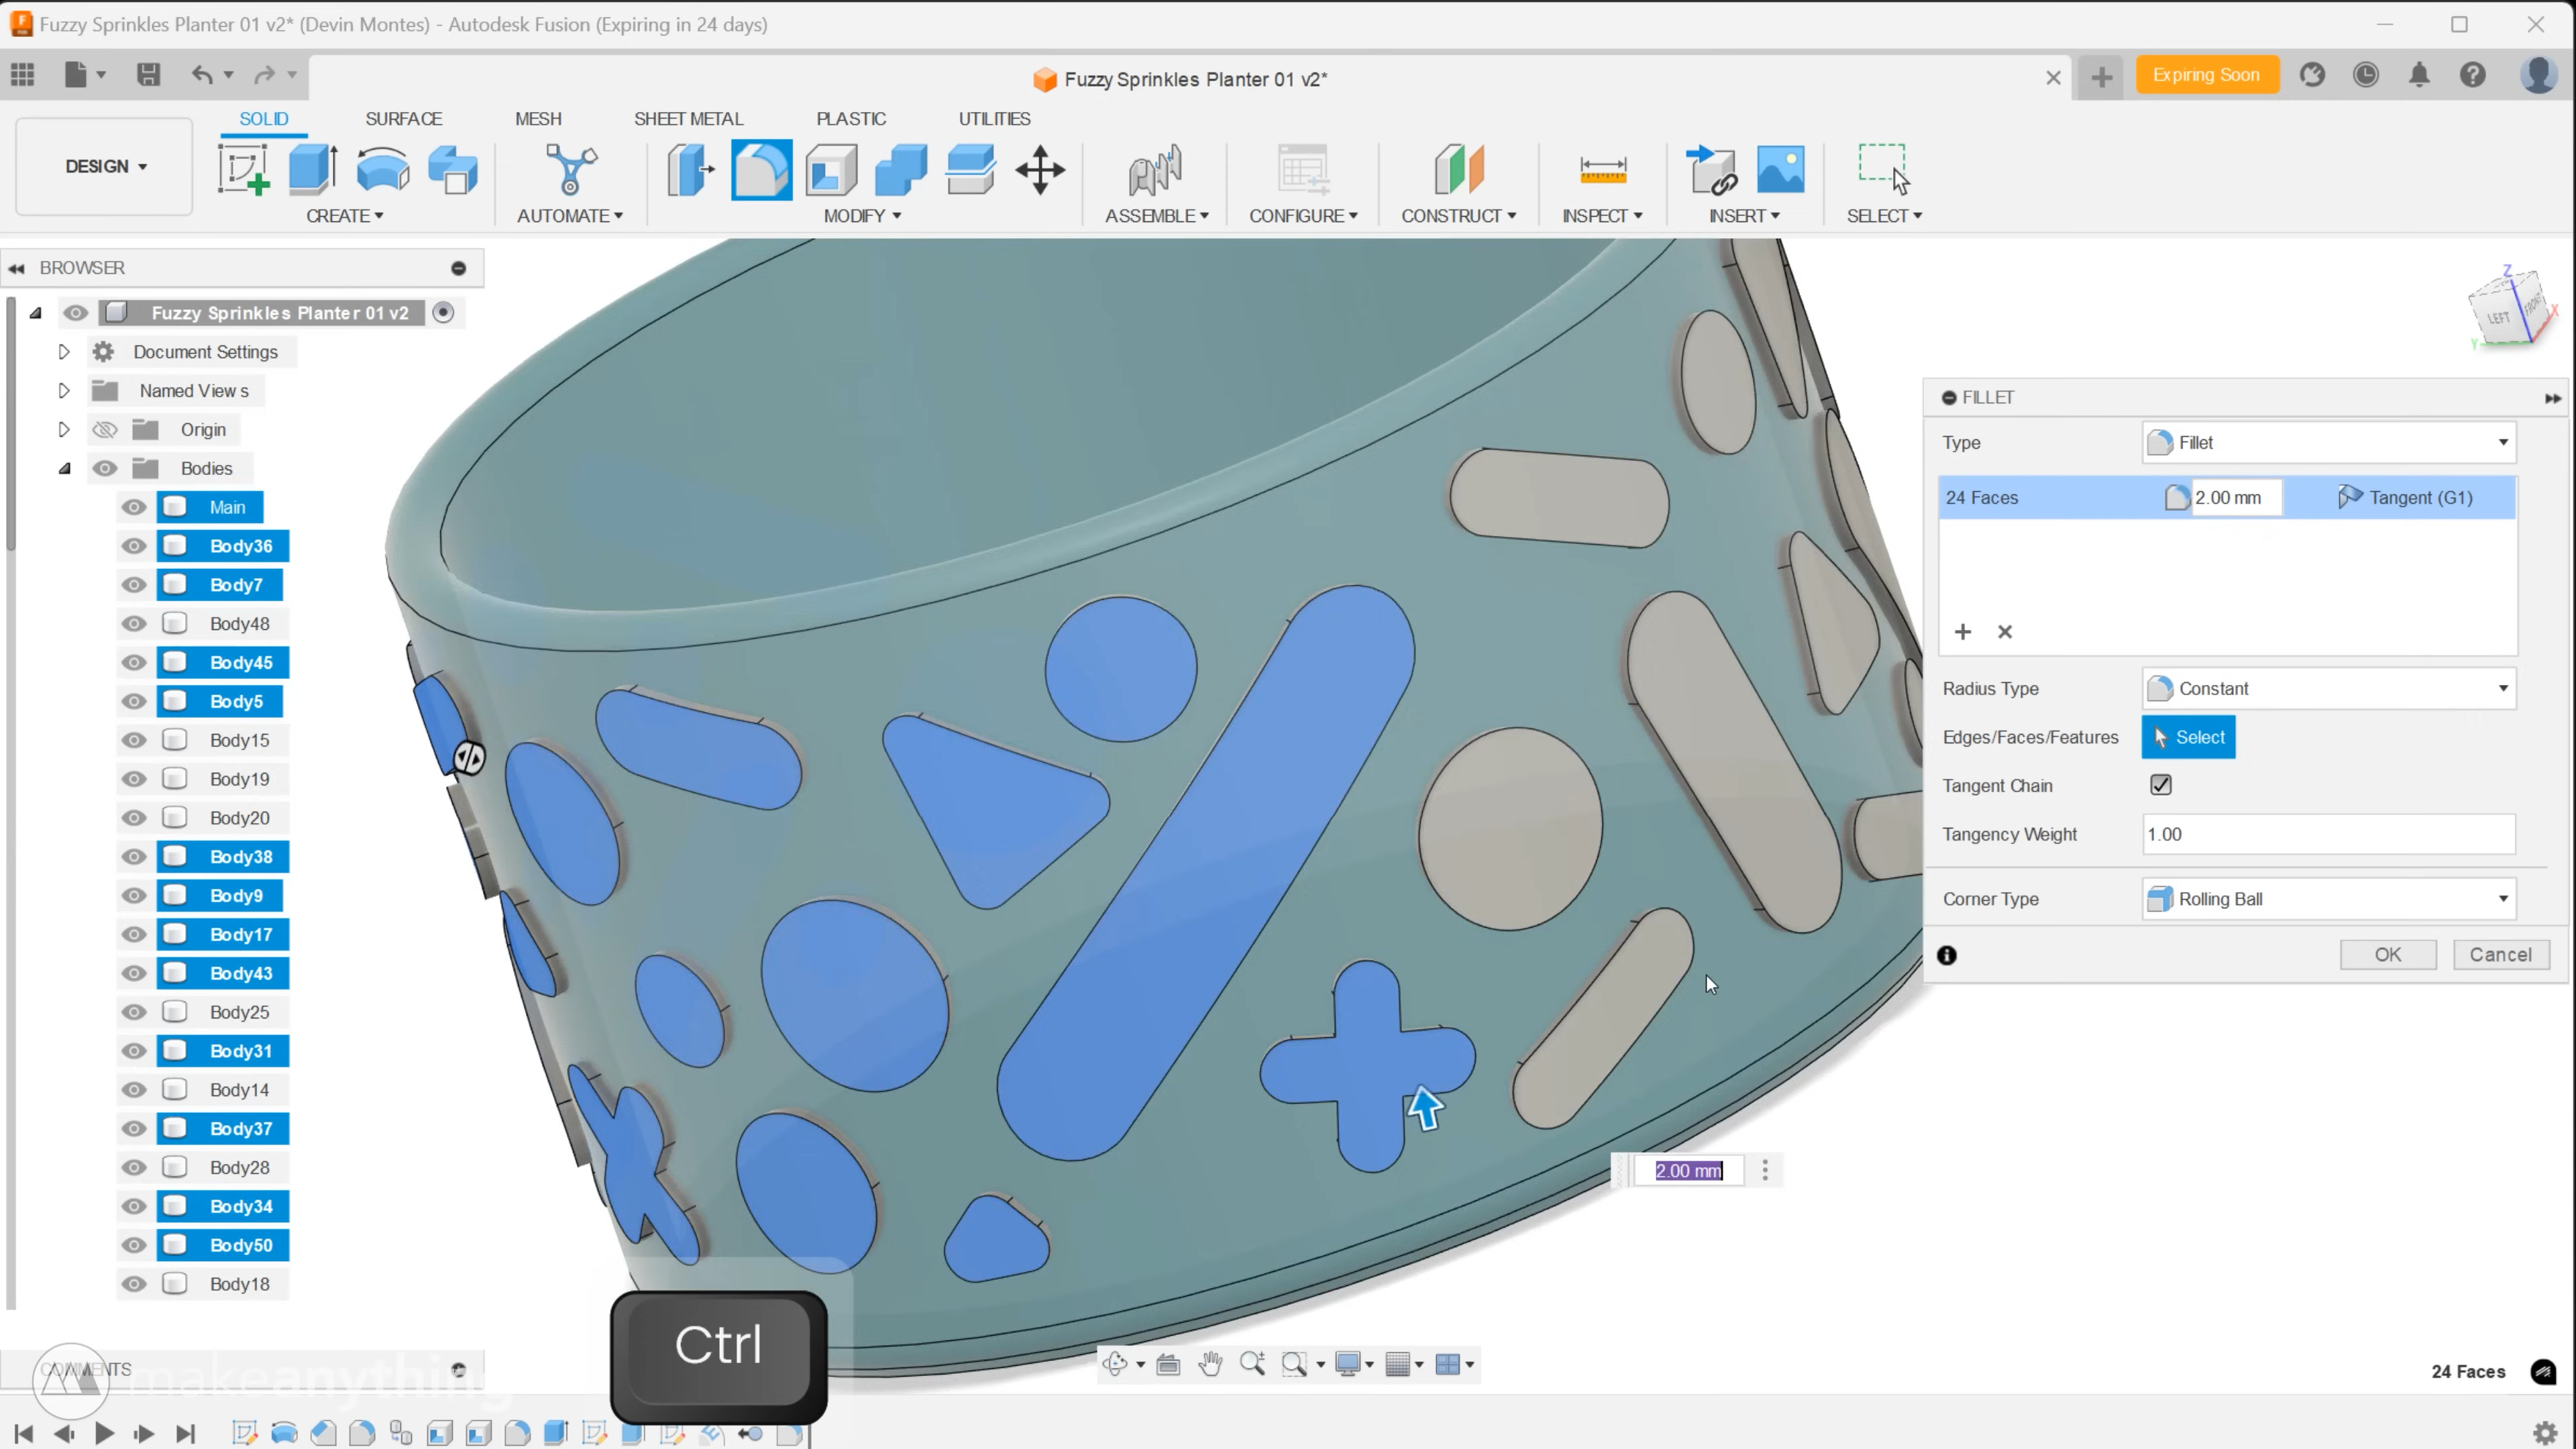 Fuzzy Sprinkles Planter 01 v2* (Devin Montes) - Autodesk Fusion (Expiring in 24 days)
Fuzzy Sprinkles Planter 01 v2*
Expiring Soon
SOLID SURFACE MESH SHEET METAL PLASTIC UTILITIES
DESIGN
CREATE AUTOMATE MODIFY ASSEMBLE CONFIGURE CONSTRUCT INSPECT INSERT SELECT
BROWSER
Fuzzy Sprinkles Planter 01 v2
Document Settings
Named Views
Origin
Bodies
Main
Body36
Body7
Body48
Body45
Body5
Body15
Body19
Body20
Body38
Body9
Body17
Body43
Body25
Body31
Body14
Body37
Body28
Body34
Body50
Body18
COMMENTS
makeanything
Ctrl
Z
LEFT
FRONT
X
Y
FILLET
Type Fillet
24 Faces 2.00 mm Tangent (G1)
Radius Type Constant
Edges/Faces/Features Select
Tangent Chain
Tangency Weight 1.00
Corner Type Rolling Ball
OK Cancel
2.00 mm
24 Faces